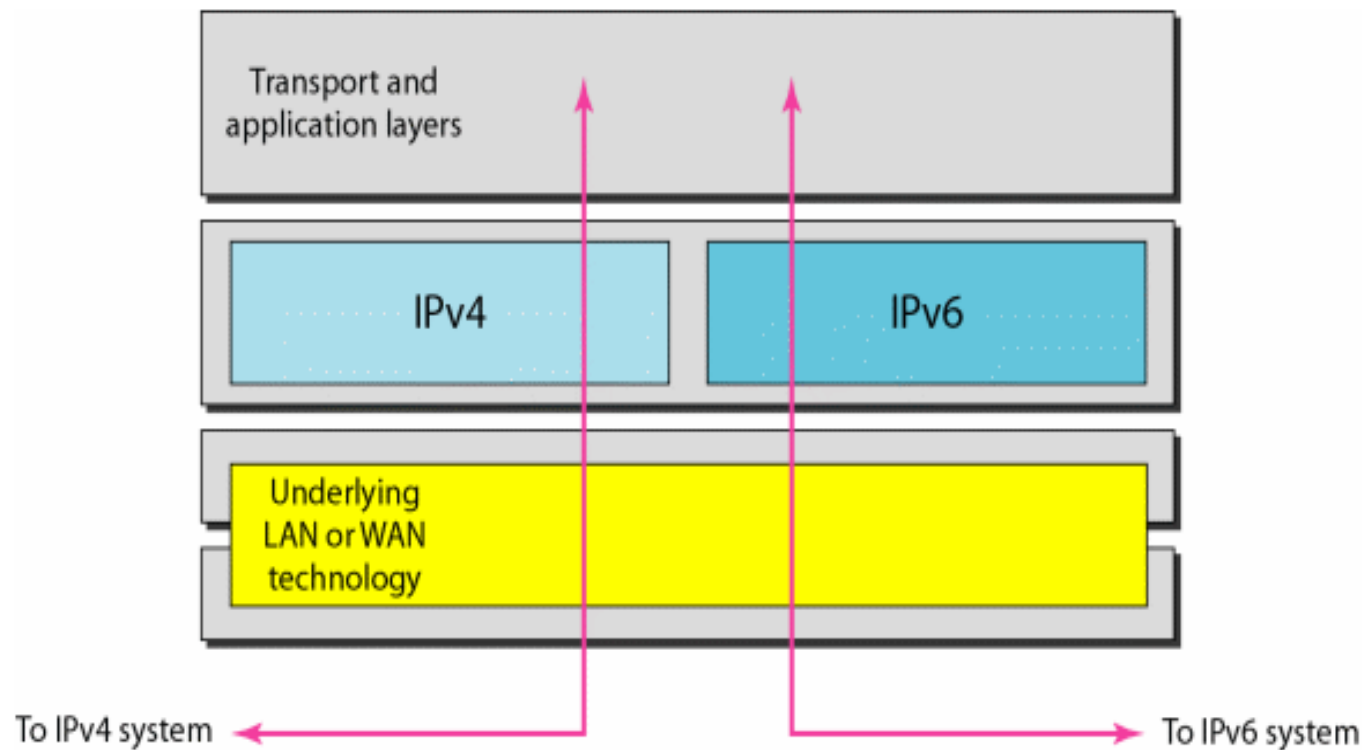 Transport and
application layers
IPv4
IPv6
Underlying
LAN or WAN
technology
To IPv4 system
To IPv6 system